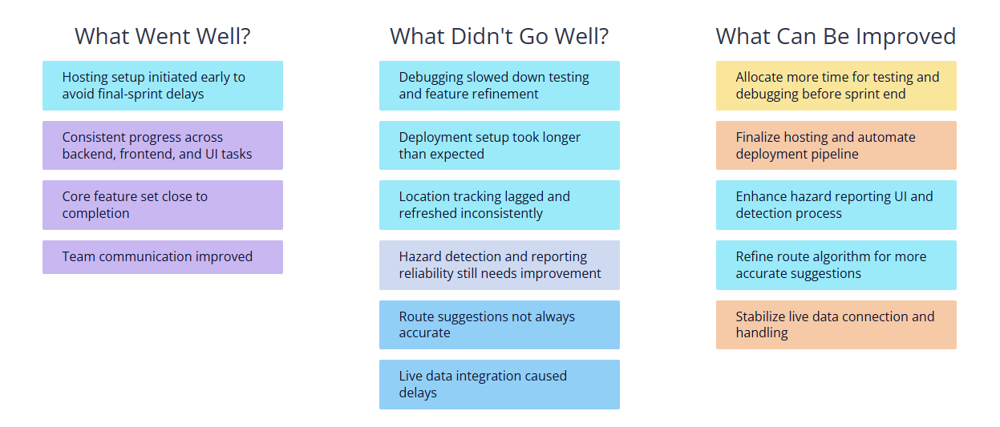 What Went Well?
Hosting setup initiated early to
avoid final-sprint delays
Consistent progress across
backend, frontend, and UI tasks
Core feature set close to
completion
Team communication improved
What Didn't Go Well?
Debugging slowed down testing
and feature refinement
Deployment setup took longer
than expected
Location tracking lagged and
refreshed inconsistently
Hazard detection and reporting
reliability still needs improvement
Route suggestions not always
accurate
Live data integration caused
delays
What Can Be Improved
Allocate more time for testing and
debugging before sprint end
Finalize hosting and automate
deployment pipeline
Enhance hazard reporting UI and
detection process
Refine route algorithm for more
accurate suggestions
Stabilize live data connection and
handling